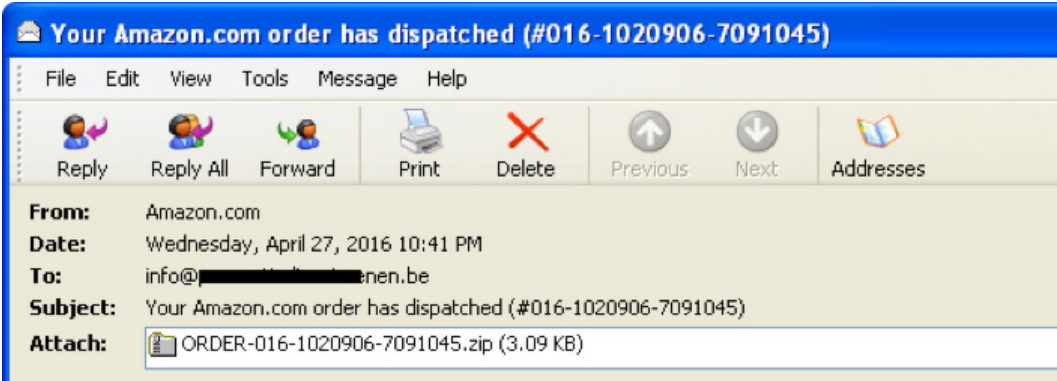 Your Amazon.com order has dispatched (#016-1020906-7091045)
File Edit View Tools Message Help
Reply Reply All Forward Print Delete Previous Next Addresses
From: Amazon.com
Date: Wednesday, April 27, 2016 10:41 PM
To: info@ enen.be
Subject: Your Amazon.com order has dispatched (#016-1020906-7091045)
Attach: ORDER-016-1020906-7091045.zip (3.09 KB)